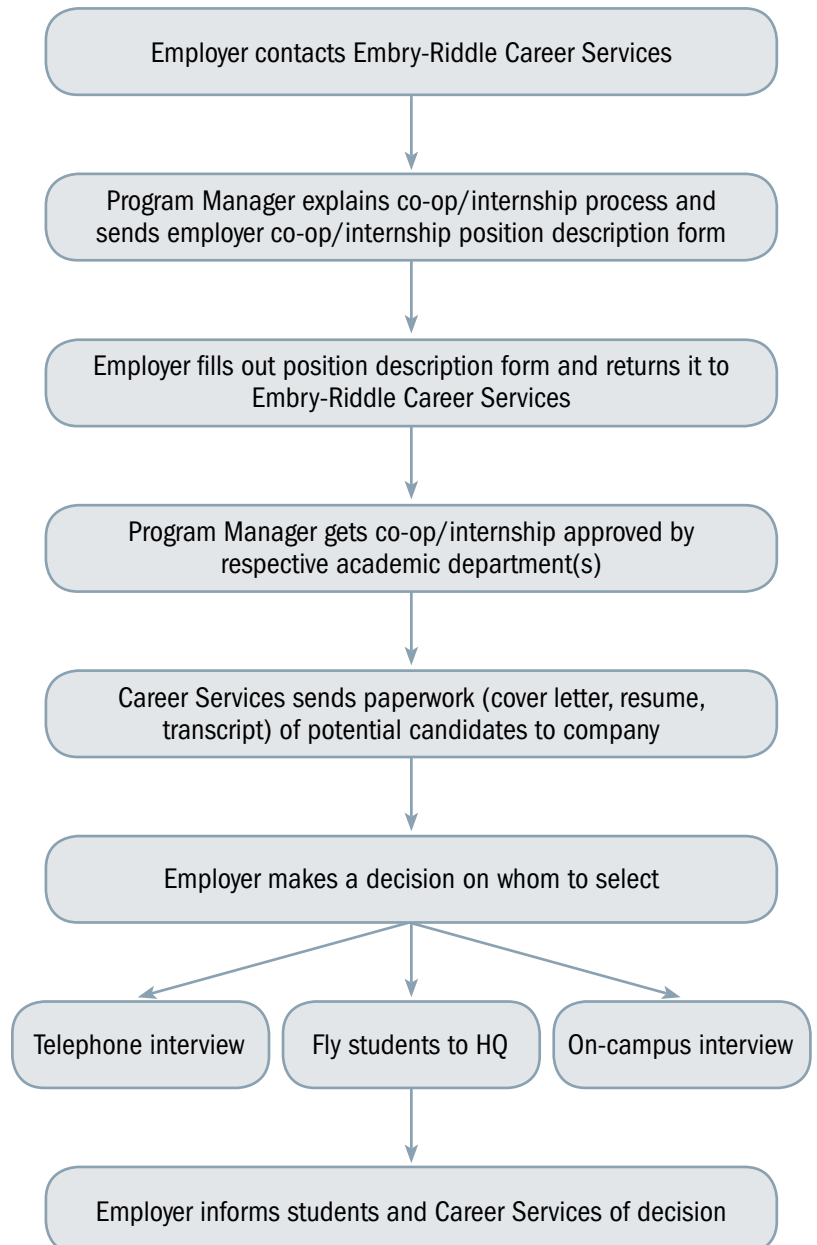 Employer contacts Embry-Riddle Career Services
Program Manager explains co-op/internship process and
sends employer co-op/internship position description form
Employer fills out position description form and returns it to
Embry-Riddle Career Services
Program Manager gets co-op/internship approved by
respective academic department(s)
Career Services sends paperwork (cover letter, resume,
transcript) of potential candidates to company
Employer makes a decision on whom to select
Telephone interview
Fly students to HQ
On-campus interview
Employer informs students and Career Services of decision